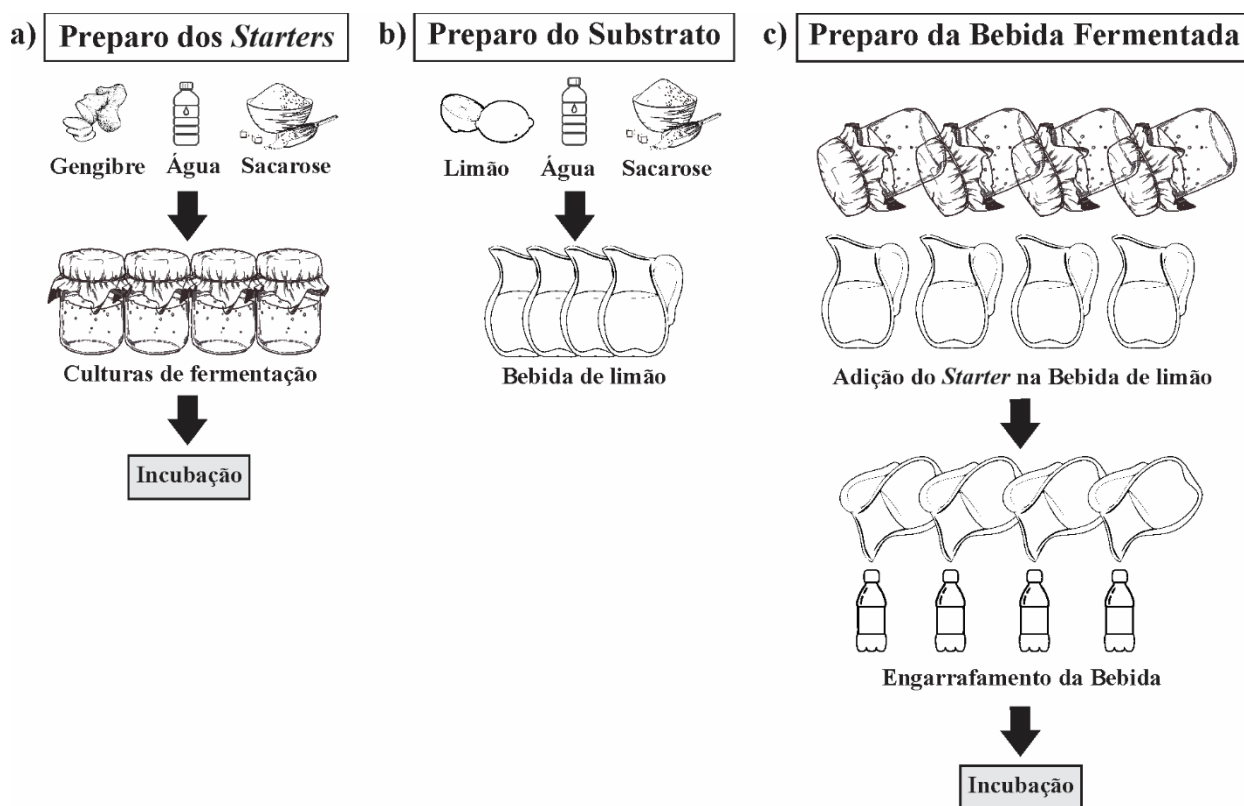 a) Preparo dos Starters
Gengibre Água Sacarose
Culturas de fermentação
Incubação
b) Preparo do Substrato
Limão Água Sacarose
Bebida de limão
c) Preparo da Bebida Fermentada
Adição do Starter na Bebida de limão
Engarrafamento da Bebida
Incubação